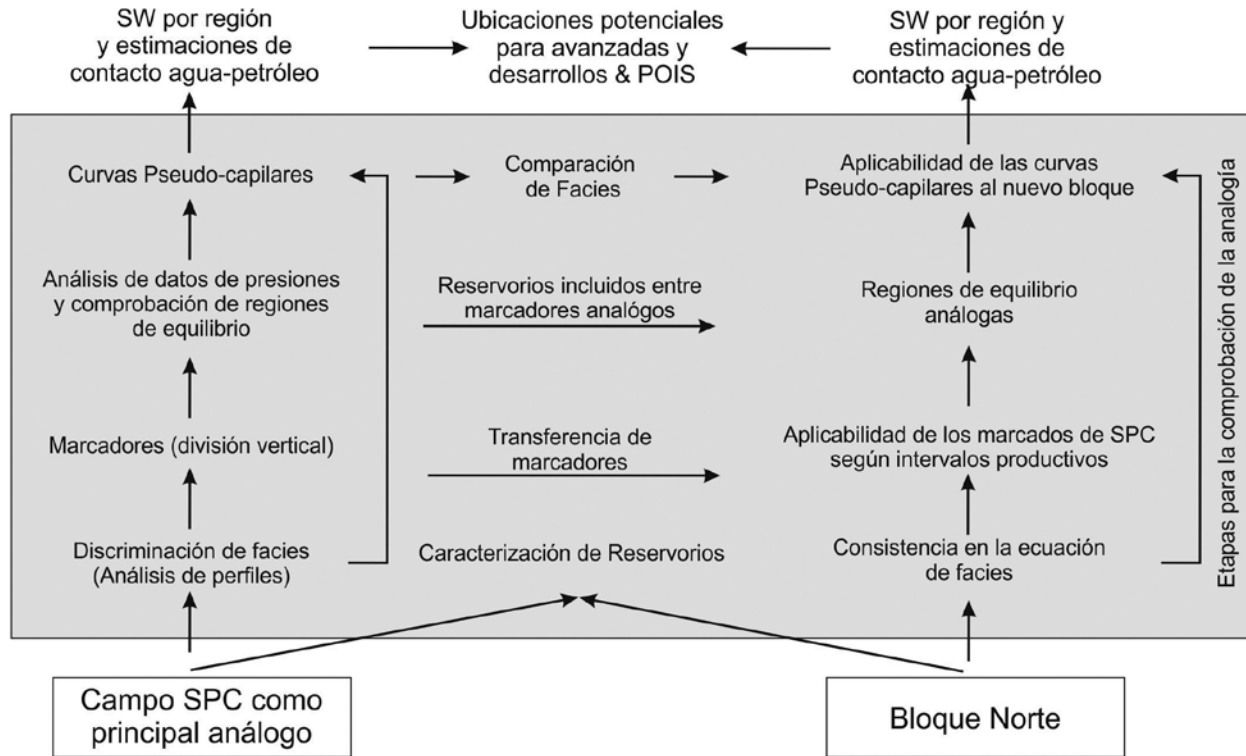 SW por región
y estimaciones de
contacto agua-petróleo
Ubicaciones potenciales
para avanzadas y
desarrollos & POIS
SW por región y
estimaciones de
contacto agua-petróleo
Curvas Pseudo-capilares
Comparación
de Facies
Aplicabilidad de las curvas
Pseudo-capilares al nuevo bloque
Análisis de datos de presiones
y comprobación de regiones
de equilibrio
Reservorios incluidos entre
marcadores analógos
Regiones de equilibrio
análogas
Marcadores (división vertical)
Transferencia de
marcadores
Aplicabilidad de los marcados de SPC
según intervalos productivos
Discriminación de facies
(Análisis de perfiles)
Caracterización de Reservorios
Consistencia en la ecuación
de facies
Etapas para la comprobación de la analogía
Campo SPC como
principal análogo
Bloque Norte